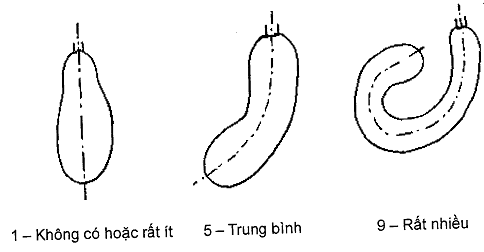 1 – Không có hoặc rất ít
5 – Trung bình
9 – Rất nhiều